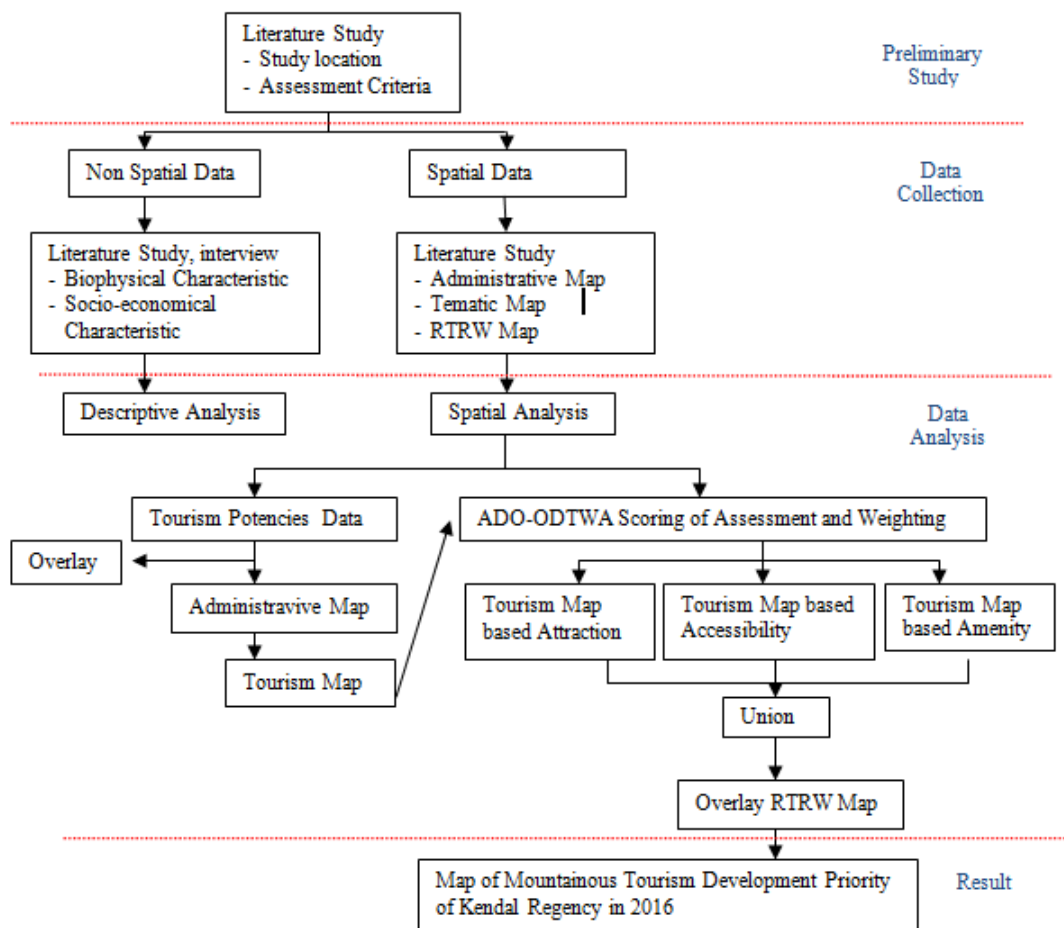 Literature Study
- Study location
- Assessment Criteria
Preliminary
Study
Non Spatial Data
Spatial Data
Data
Collection
Literature Study, interview
- Biophysical Characteristic
- Socio-economical
Characteristic
Literature Study
- Administrative Map
- Tematic Map
- RTRW Map
Descriptive Analysis
Spatial Analysis
Data
Analysis
Tourism Potencies Data
ADO-ODTWA Scoring of Assessment and Weighting
Overlay
Administravive Map
Tourism Map
Tourism Map
based Attraction
Tourism Map based
Accessibility
Tourism Map
based Amenity
Union
Overlay RTRW Map
Map of Mountainous Tourism Development Priority
of Kendal Regency in 2016
Result